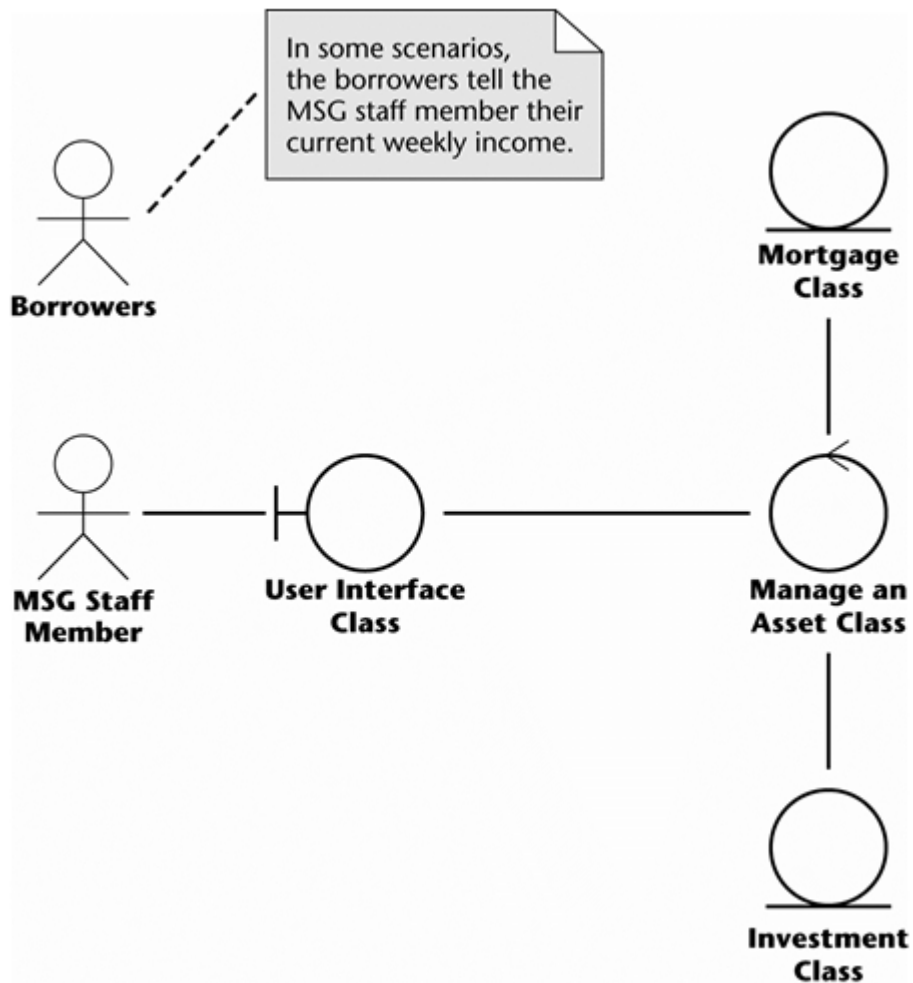 In some scenarios,
the borrowers tell the
MSG staff member their
current weekly income.
Borrowers
Mortgage
Class
MSG Staff
Member
User Interface
Class
Manage an
Asset Class
Investment
Class